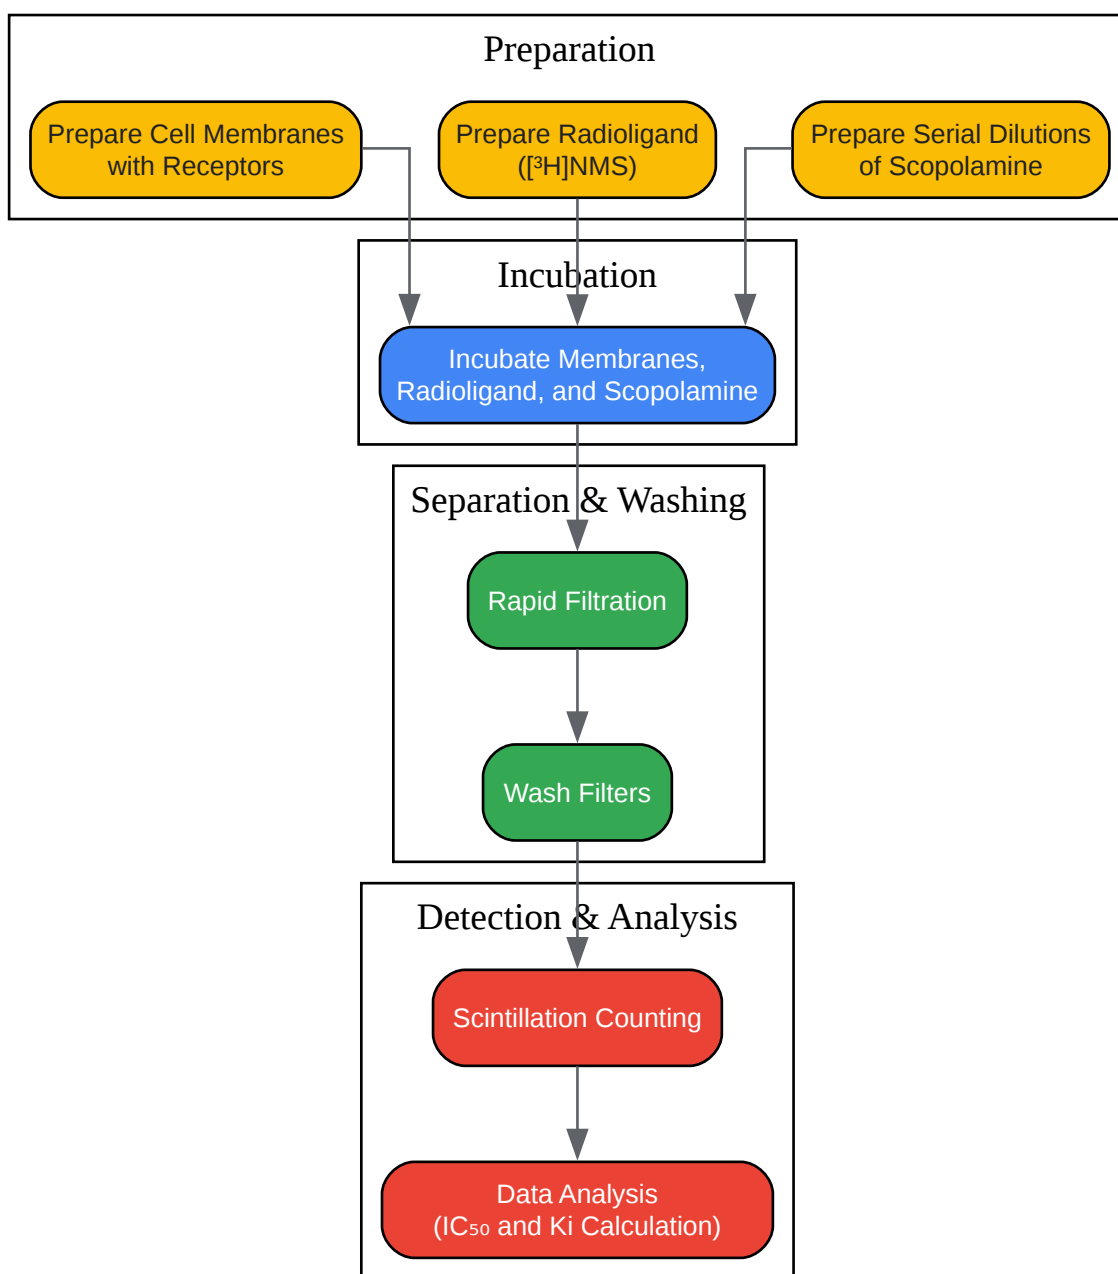 Preparation
Prepare Cell Membranes
with Receptors
Prepare Radioligand
([³H]NMS)
Prepare Serial Dilutions
of Scopolamine
Incubation
Incubate Membranes,
Radioligand, and Scopolamine
Separation & Washing
Rapid Filtration
Wash Filters
Detection & Analysis
Scintillation Counting
Data Analysis
(IC₅₀ and Ki Calculation)